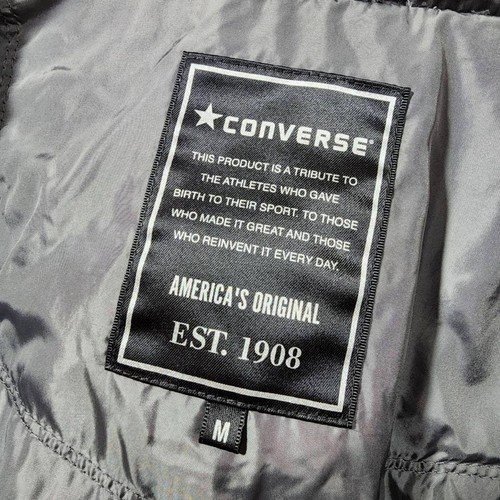 ★CONVERSE®
THIS PRODUCT IS A TRIBUTE TO
THE ATHLETES WHO GAVE
BIRTH TO THEIR SPORT. TO THOSE
WHO MADE IT GREAT AND THOSE
WHO REINVENT IT EVERY DAY.
AMERICA'S ORIGINAL
EST. 1908
M